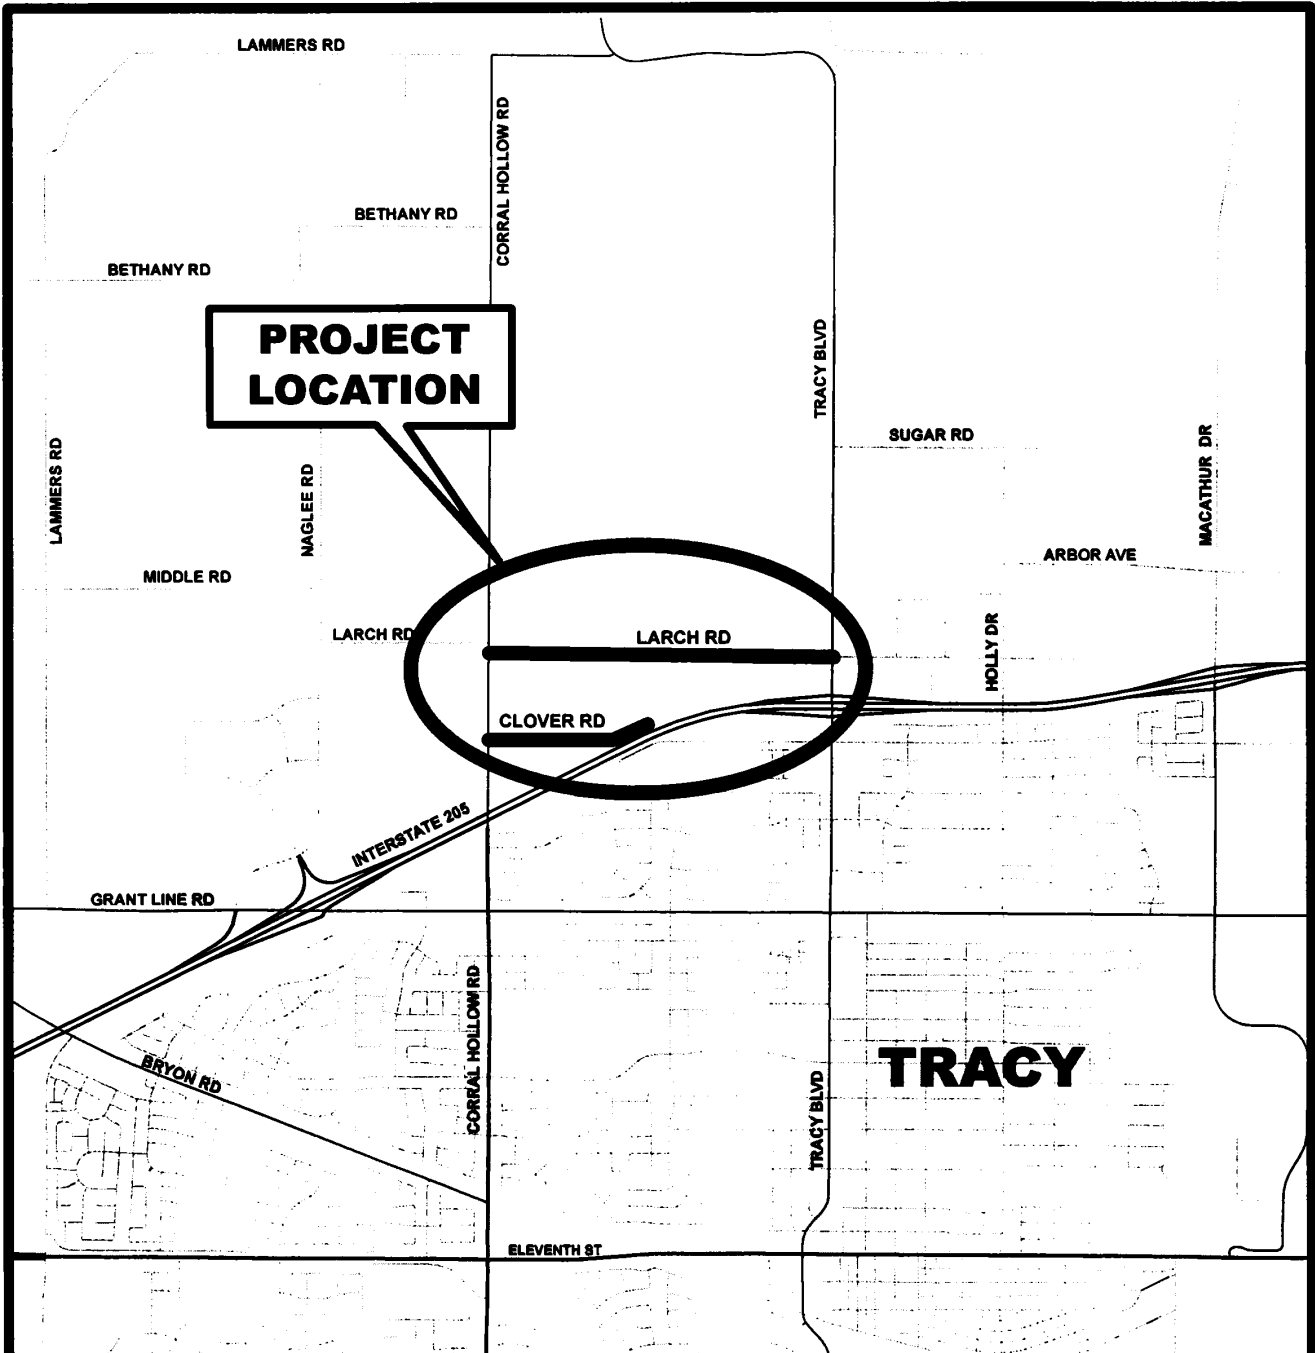 LAMMERS RD
CORRAL HOLLOW RD
BETHANY RD
BETHANY RD
PROJECT
LOCATION
TRACY BLVD
SUGAR RD
MACATHUR DR
LAMMERS RD
NAGLEE RD
ARBOR AVE
MIDDLE RD
LARCH RD
LARCH RD
HOLLY DR
CLOVER RD
INTERSTATE 205
GRANT LINE RD
CORRAL HOLLOW RD
BRYON RD
TRACY
TRACY BLVD
ELEVENTH ST